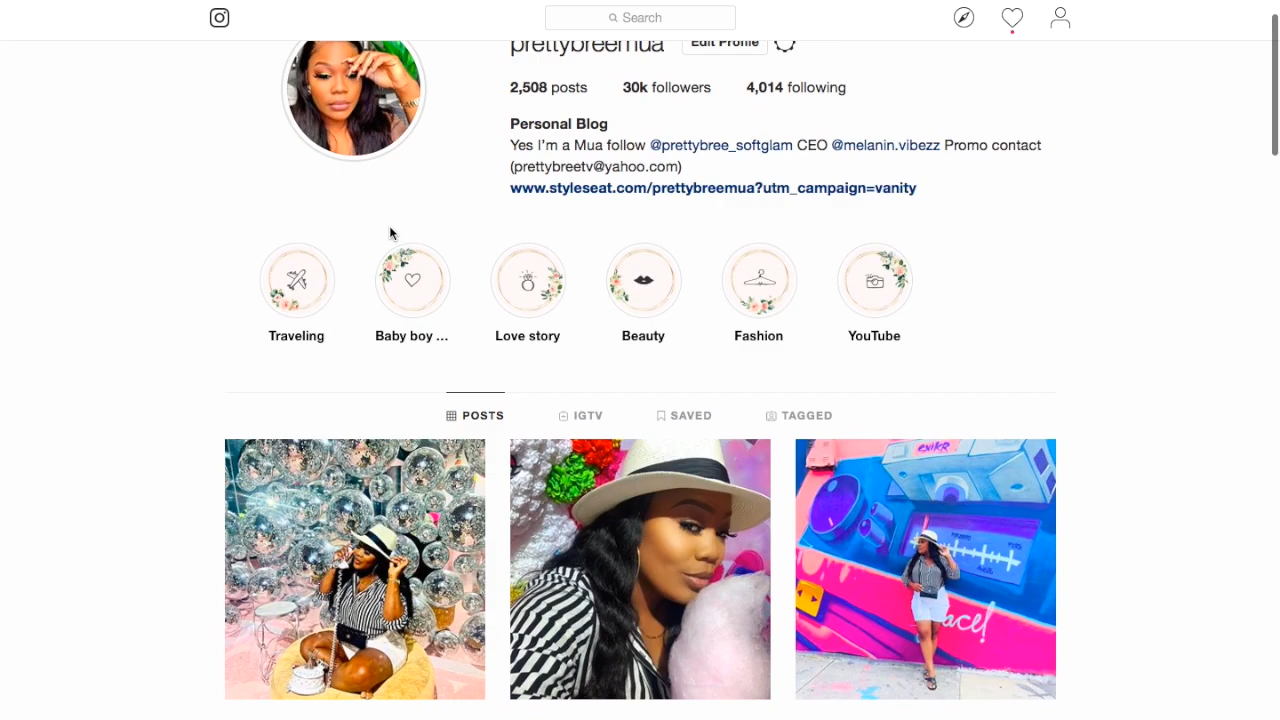 Search
prettybreemua Edit Profile
2,508 posts 30k followers 4,014 following
Personal Blog
Yes I'm a Mua follow @prettybree_softglam CEO @melanin.vibezz Promo contact
(prettybreetv@yahoo.com)
www.styleseat.com/prettybreemua?utm_campaign=vanity
Traveling Baby boy ... Love story Beauty Fashion YouTube
POSTS IGTV SAVED TAGGED